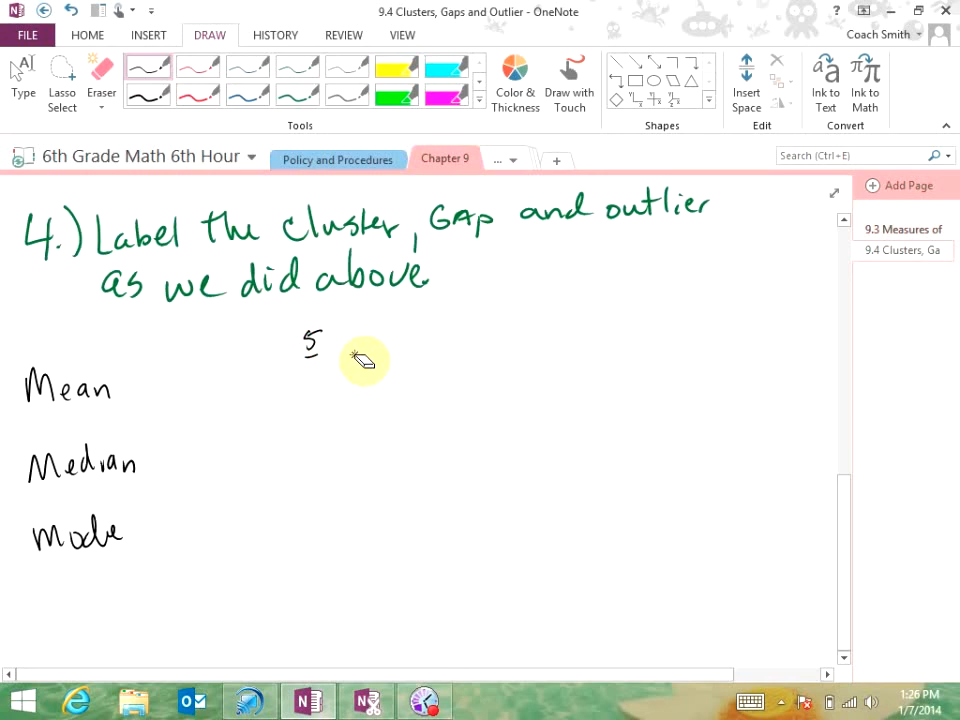 9.4 Clusters, Gaps and Outlier - OneNote
?
FILE HOME INSERT DRAW HISTORY REVIEW VIEW
Coach Smith
Type
Lasso Select
Eraser
Color & Thickness
Draw with Touch
Insert Space
Ink to Text
Ink to Math
Tools Shapes Edit Convert
6th Grade Math 6th Hour
Policy and Procedures
Chapter 9
...
Search (Ctrl+E)
Add Page
9.3 Measures of
9.4 Clusters, Ga
4.) Label the cluster, GAp and outlier
as we did above.
5
Mean
Median
Mode
1:26 PM
1/7/2014